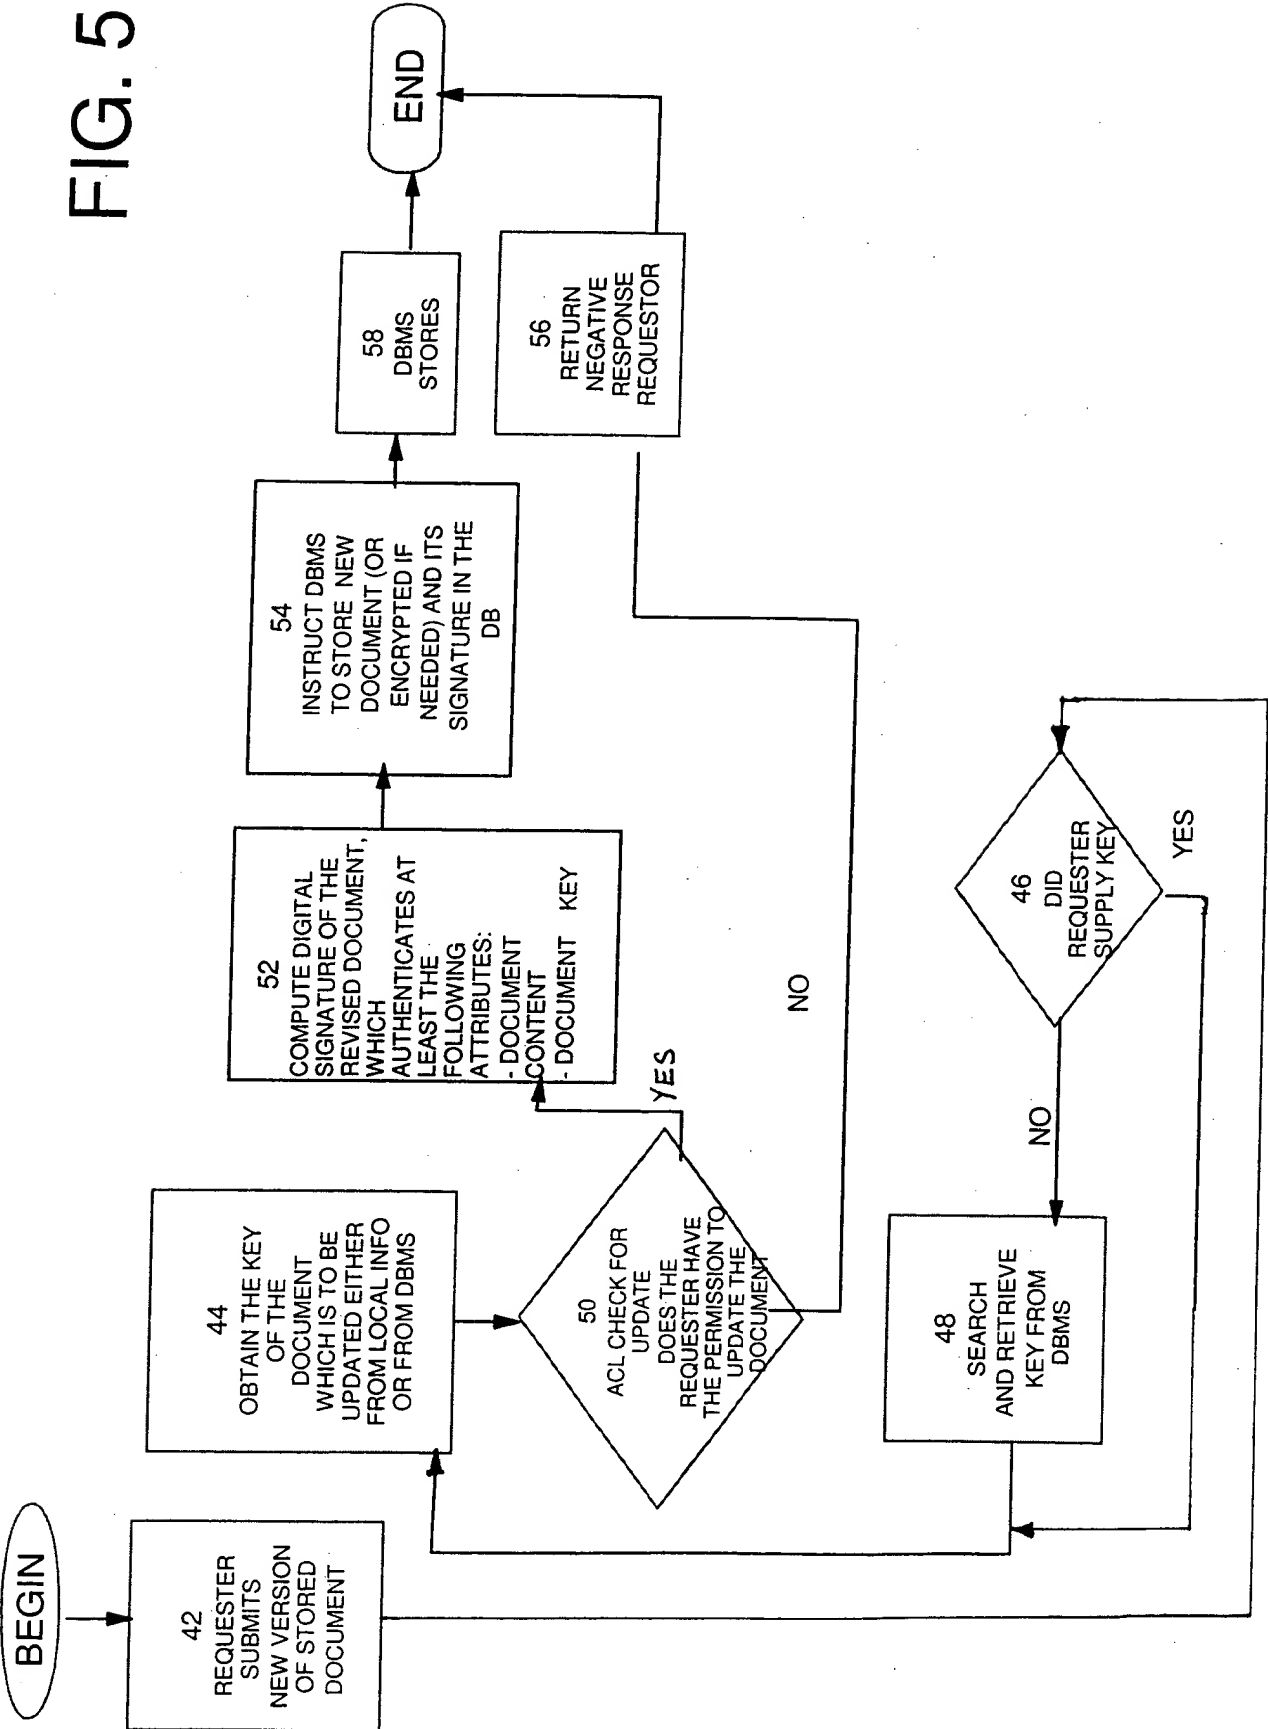 FIG. 5
BEGIN
42
REQUESTER
SUBMITS
NEW VERSION
OF STORED
DOCUMENT
44
OBTAIN THE KEY
OF THE
DOCUMENT
WHICH IS TO BE
UPDATED EITHER
FROM LOCAL INFO
OR FROM DBMS
50
ACL CHECK FOR
UPDATE
DOES THE
REQUESTER HAVE
THE PERMISSION TO
UPDATE THE
DOCUMENT
YES
NO
52
COMPUTE DIGITAL
SIGNATURE OF THE
REVISED DOCUMENT,
WHICH
AUTHENTICATES AT
LEAST THE
FOLLOWING
ATTRIBUTES:
- DOCUMENT
CONTENT
- DOCUMENT KEY
54
INSTRUCT DBMS
TO STORE NEW
DOCUMENT (OR
ENCRYPTED IF
NEEDED) AND ITS
SIGNATURE IN THE
DB
58
DBMS
STORES
56
RETURN
NEGATIVE
RESPONSE
REQUESTOR
END
48
SEARCH
AND RETRIEVE
KEY FROM
DBMS
NO
46
DID
REQUESTER
SUPPLY KEY
YES